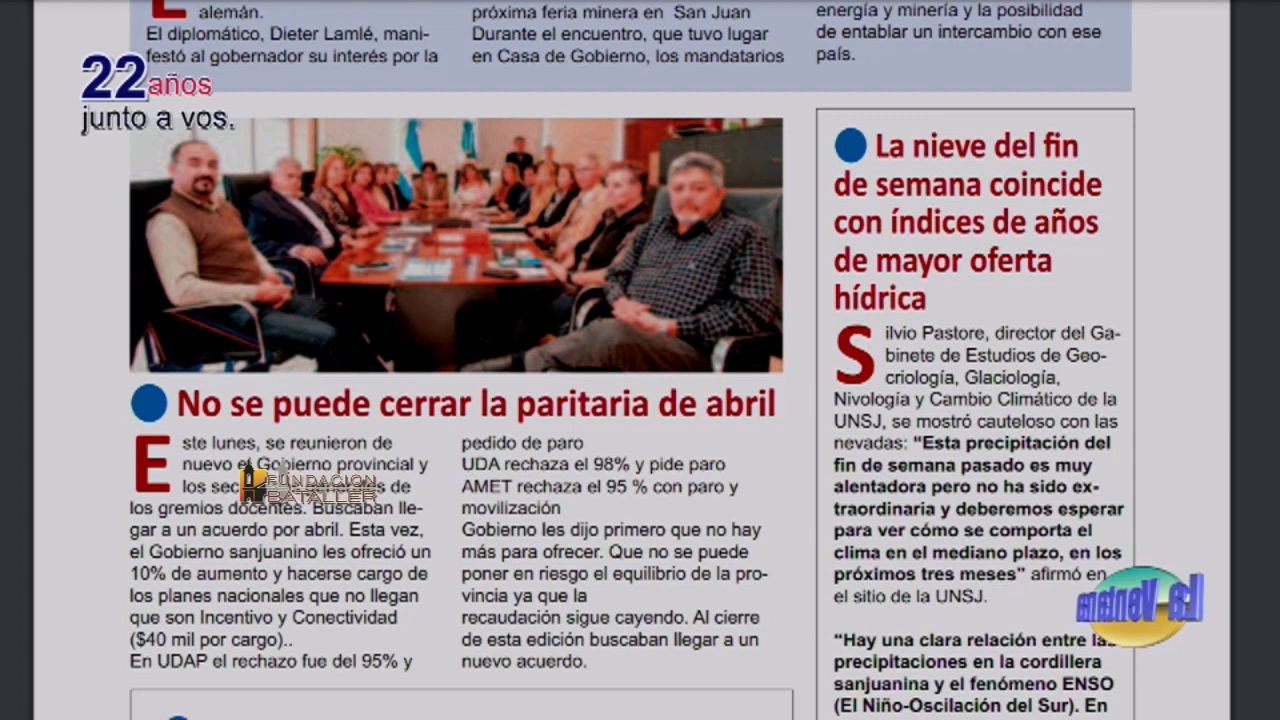 alemán.
El diplomático, Dieter Lamlé, mani-
festó al gobernador su interés por la
próxima feria minera en San Juan
Durante el encuentro, que tuvo lugar
en Casa de Gobierno, los mandatarios
energía y minería y la posibilidad
de entablar un intercambio con ese
país.
22 años
junto a vos.
No se puede cerrar la paritaria de abril
Este lunes, se reunieron de
nuevo el Gobierno provincial y
los sec de
los gremios docentes. Buscaban lle-
gar a un acuerdo por abril. Esta vez,
el Gobierno sanjuanino les ofreció un
10% de aumento y hacerse cargo de
los planes nacionales que no llegan
que son Incentivo y Conectividad
($40 mil por cargo)..
En UDAP el rechazo fue del 95% y
pedido de paro
UDA rechaza el 98% y pide paro
AMET rechaza el 95 % con paro y
movilización
Gobierno les dijo primero que no hay
más para ofrecer. Que no se puede
poner en riesgo el equilibrio de la pro-
vincia ya que la
recaudación sigue cayendo. Al cierre
de esta edición buscaban llegar a un
nuevo acuerdo.
FUNDACION
BATALLER
La nieve del fin
de semana coincide
con índices de años
de mayor oferta
hídrica
Silvio Pastore, director del Ga-
binete de Estudios de Geo-
criología, Glaciología,
Nivología y Cambio Climático de la
UNSJ, se mostró cauteloso con las
nevadas: “Esta precipitación del
fin de semana pasado es muy
alentadora pero no ha sido ex-
traordinaria y deberemos esperar
para ver cómo se comporta el
clima en el mediano plazo, en los
próximos tres meses” afirmó en
el sitio de la UNSJ.
“Hay una clara relación entre las
precipitaciones en la cordillera
sanjuanina y el fenómeno ENSO
(El Niño-Oscilación del Sur). En
La Ventana